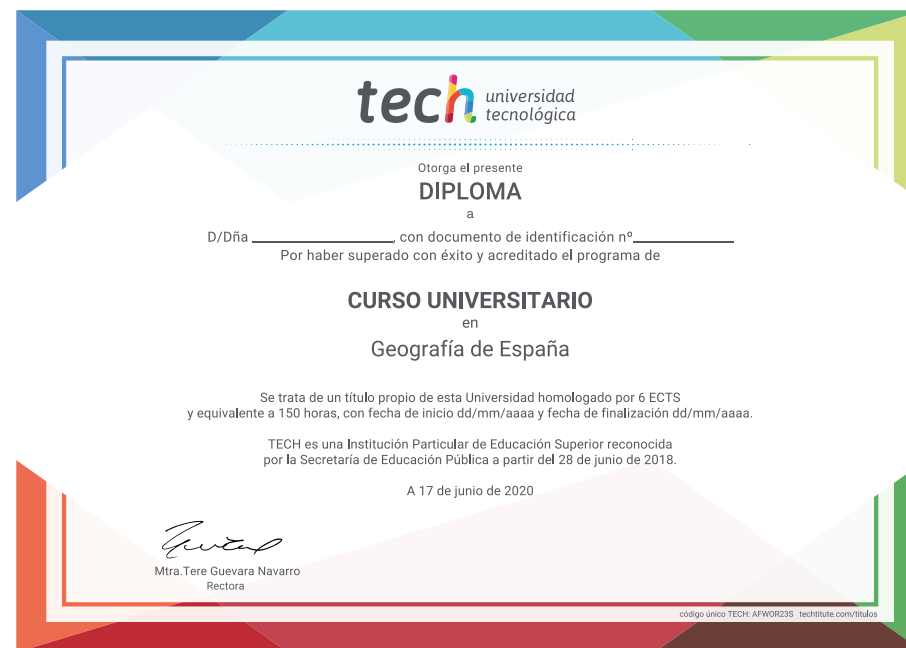 tech universidad
tecnológica
Otorga el presente
DIPLOMA
a
D/Dña ____________________, con documento de identificación nº______________
Por haber superado con éxito y acreditado el programa de
CURSO UNIVERSITARIO
en
Geografía de España
Se trata de un título propio de esta Universidad homologado por 6 ECTS
y equivalente a 150 horas, con fecha de inicio dd/mm/aaaa y fecha de finalización dd/mm/aaaa.
TECH es una Institución Particular de Educación Superior reconocida
por la Secretaría de Educación Pública a partir del 28 de junio de 2018.
A 17 de junio de 2020
Mtra.Tere Guevara Navarro
Rectora
código único TECH: AFWOR23S techtitute.com/titulos